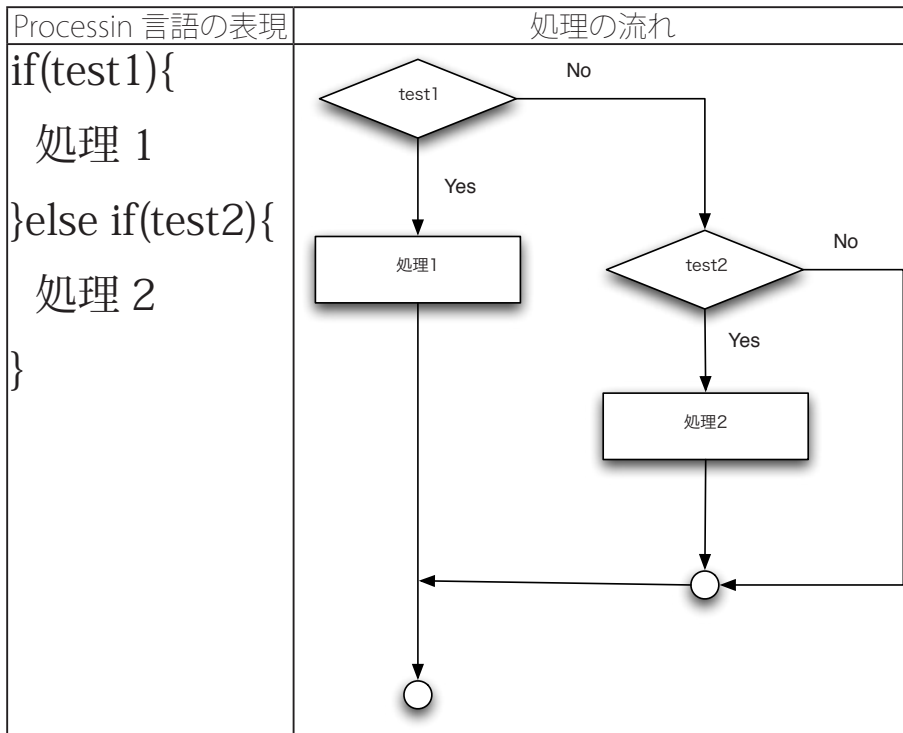 Processin 言語の表現
処理の流れ
if(test1){
処理 1
}else if(test2){
処理 2
}
test1
No
Yes
処理1
test2
No
Yes
処理2